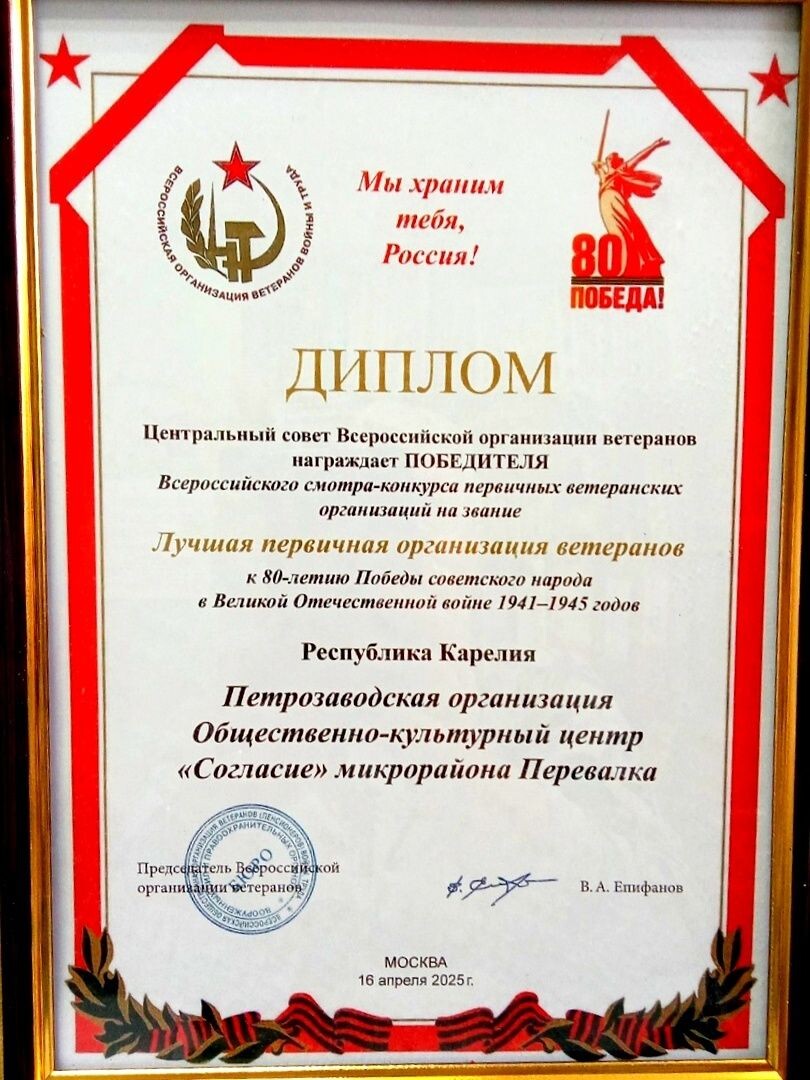 ВСЕРОССИЙСКАЯ ОРГАНИЗАЦИЯ ВЕТЕРАНОВ ВОЙНЫ И ТРУДА
Мы храним
тебя,
Россия!
80
ПОБЕДА!
ДИПЛОМ
Центральный совет Всероссийской организации ветеранов
награждает ПОБЕДИТЕЛЯ
Всероссийского смотра-конкурса первичных ветеранских
организаций на звание
Лучшая первичная организация ветеранов
к 80-летию Победы советского народа
в Великой Отечественной войне 1941–1945 годов
Республика Карелия
Петрозаводская организация
Общественно-культурный центр
«Согласие» микрорайона Перевалка
Председатель Всероссийской
организации ветеранов
БЮРО
В. А. Епифанов
МОСКВА
16 апреля 2025 г.